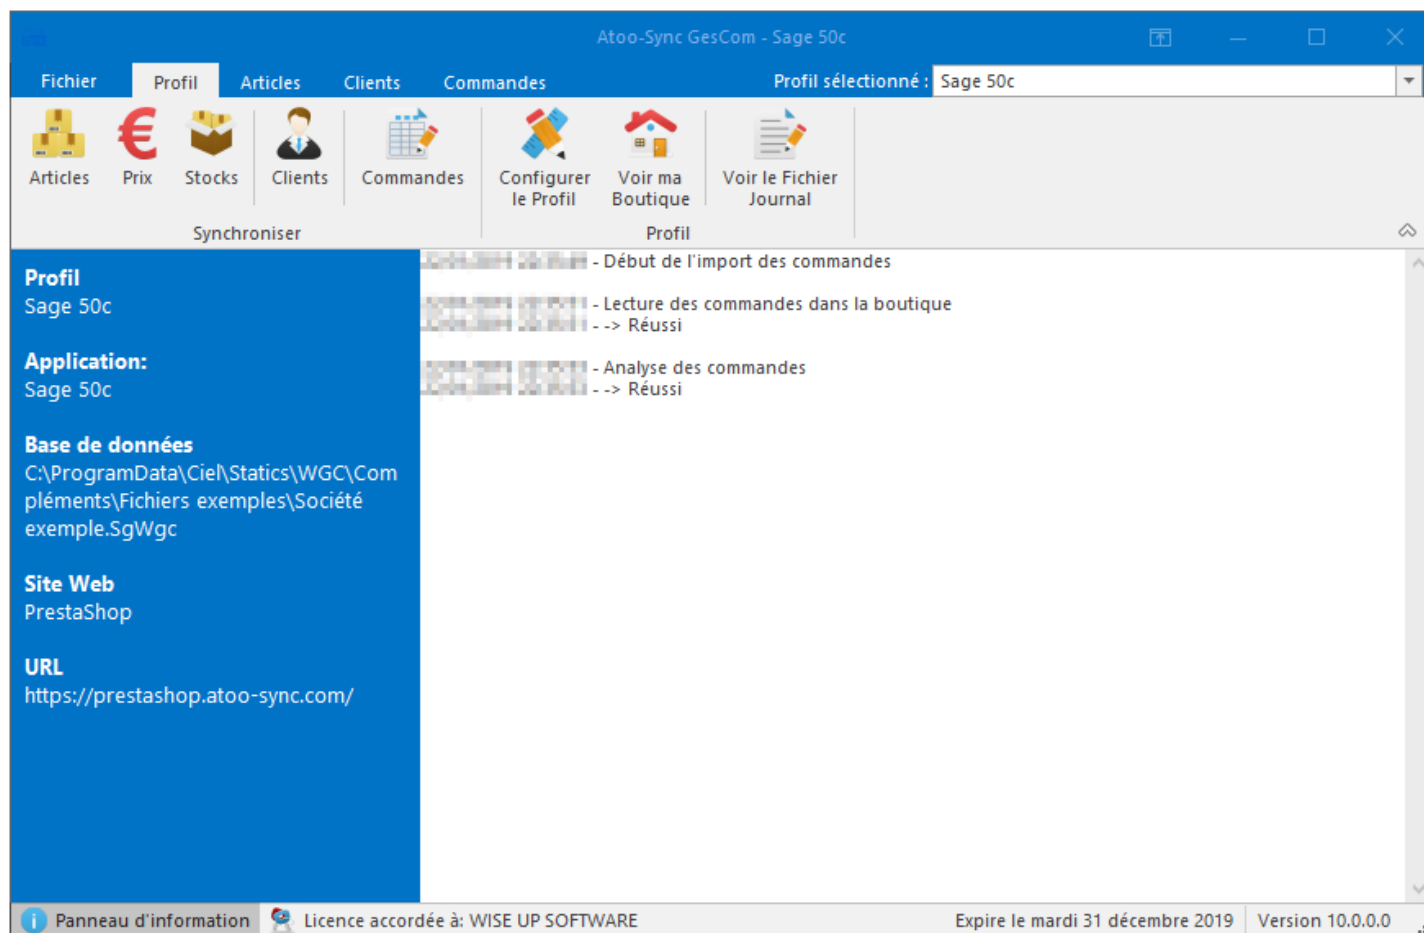 Atoo-Sync GesCom - Sage 50c
Fichier Profil Articles Clients Commandes Profil sélectionné : Sage 50c
Articles Prix Stocks Clients Commandes Configurer le Profil Voir ma Boutique Voir le Fichier Journal
Synchroniser Profil
Profil
Sage 50c
Application:
Sage 50c
Base de données
C:\ProgramData\Ciel\Statics\WGC\Com
pléments\Fichiers exemples\Société
exemple.SgWgc
Site Web
PrestaShop
URL
https://prestashop.atoo-sync.com/
- Début de l'import des commandes
- Lecture des commandes dans la boutique
- --> Réussi
- Analyse des commandes
- --> Réussi
Panneau d'information Licence accordée à: WISE UP SOFTWARE Expire le mardi 31 décembre 2019 Version 10.0.0.0